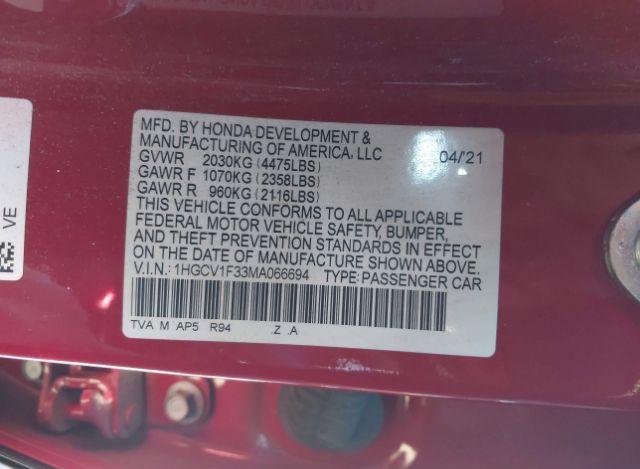 MFD. BY HONDA DEVELOPMENT &
MANUFACTURING OF AMERICA, LLC 04/'21
GVWR 2030KG (4475LBS)
GAWR F 1070KG (2358LBS)
GAWR R 960KG (2116LBS)
THIS VEHICLE CONFORMS TO ALL APPLICABLE
FEDERAL MOTOR VEHICLE SAFETY, BUMPER,
AND THEFT PREVENTION STANDARDS IN EFFECT
ON THE DATE OF MANUFACTURE SHOWN ABOVE.
V.I.N.: 1HGCV1F33MA066694 TYPE:PASSENGER CAR
TVA M AP5 R94 .Z .A
VE